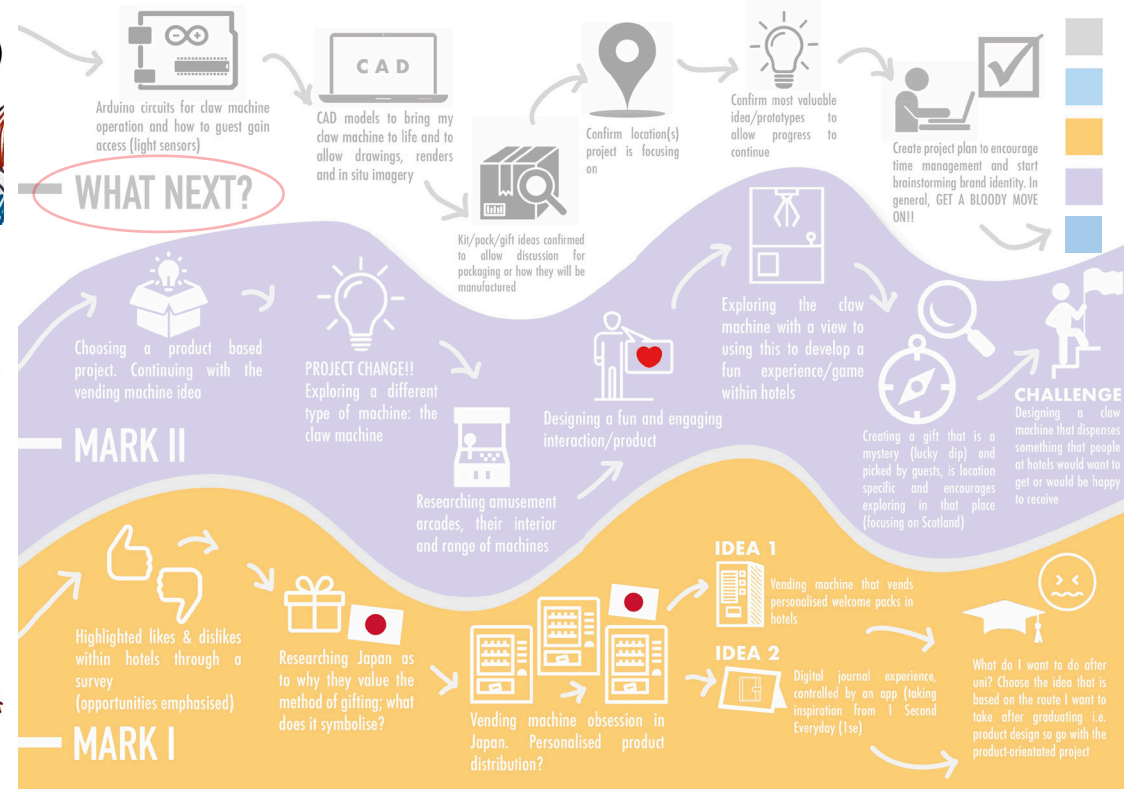 Arduino circuits for claw machine
operation and how to guest gain
access (light sensors)
CAD
CAD models to bring my
claw machine to life and to
allow drawings, renders
and in situ imagery
Kit/pack/gift ideas confirmed
to allow discussion for
packaging or how they will be
manufactured
Confirm location(s)
project is focusing
on
Confirm most valuable
idea/prototypes to
allow progress to
continue
Create project plan to encourage
time management and start
brainstorming brand identity. In
general, GET A BLOODY MOVE
ON!!
WHAT NEXT?
Choosing a product based
project. Continuing with the
vending machine idea
PROJECT CHANGE!!
Exploring a different
type of machine: the
claw machine
Researching amusement
arcades, their interior
and range of machines
Designing a fun and engaging
interaction/product
Exploring the claw
machine with a view to
using this to develop a
fun experience/game
within hotels
Creating a gift that is a
mystery (lucky dip) and
picked by guests, is location
specific and encourages
exploring in that place
(focusing on Scotland)
CHALLENGE
Designing a claw
machine that dispenses
something that people
at hotels would want to
get or would be happy
to receive
MARK II
Highlighted likes & dislikes
within hotels through a
survey
(opportunities emphasised)
Researching Japan as
to why they value the
method of gifting; what
does it symbolise?
Vending machine obsession in
Japan. Personalised product
distribution?
IDEA 1
Vending machine that vends
personalised welcome packs in
hotels
IDEA 2
Digital journal experience,
controlled by an app (taking
inspiration from 1 Second
Everyday (1se)
What do I want to do after
uni? Choose the idea that is
based on the route I want to
take after graduating i.e.
product design so go with the
product-orientated project
MARK I